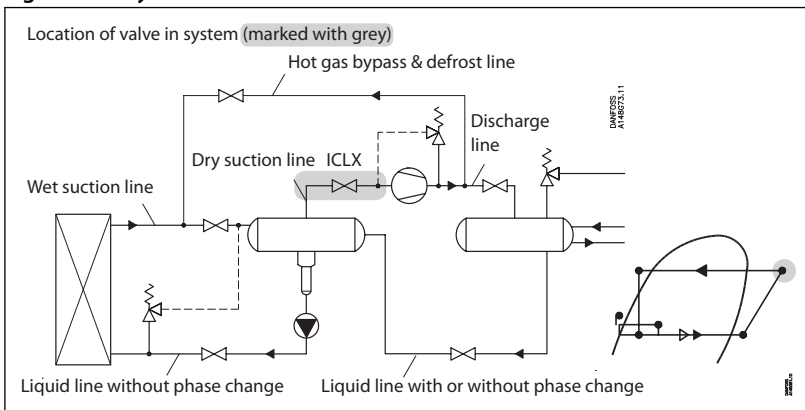 Location of valve in system (marked with grey)
Hot gas bypass & defrost line
DANFOSS
A148G73.11
Discharge
line
Dry suction line ICLX
Wet suction line
Liquid line without phase change
Liquid line with or without phase change